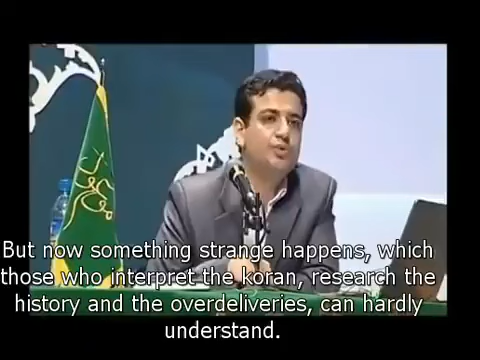 But now something strange happens, which
those who interpret the koran, research the
history and the overdeliveries, can hardly
understand.